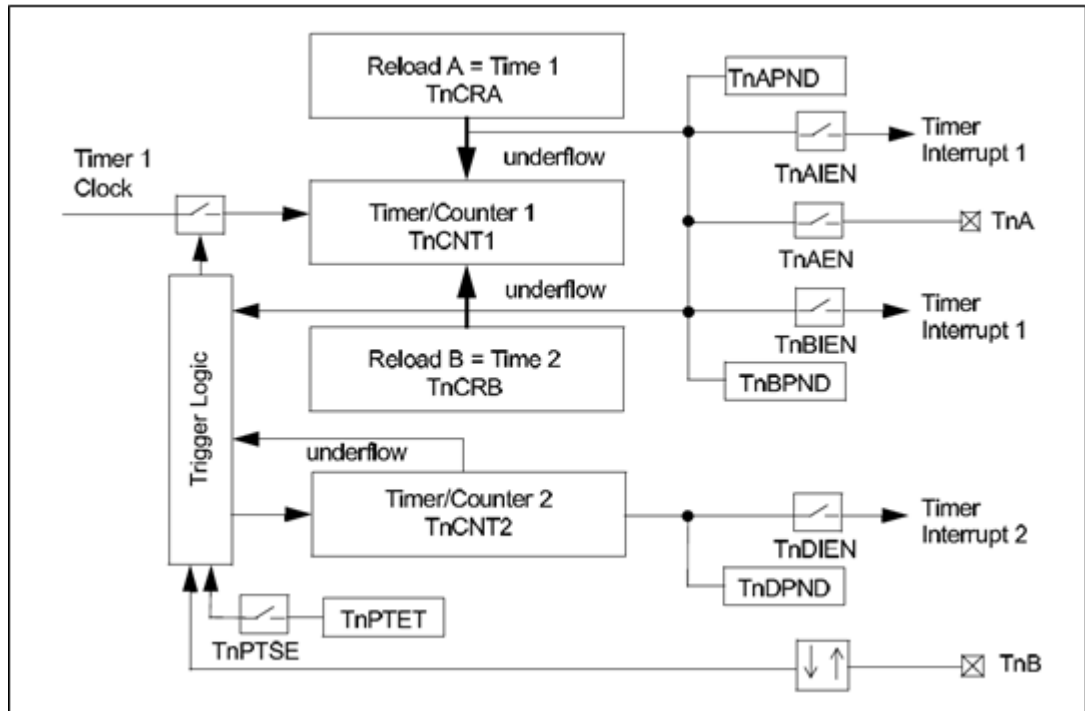 Reload A = Time 1
TnCRA
TnAPND
Timer
Interrupt 1
underflow
TnAIEN
Timer 1
Clock
Timer/Counter 1
TnCNT1
TnA
TnAEN
underflow
Timer
Interrupt 1
TnBIEN
Reload B = Time 2
TnCRB
TnBPND
Trigger Logic
underflow
Timer/Counter 2
TnCNT2
Timer
Interrupt 2
TnDIEN
TnDPND
TnPTET
TnPTSE
TnB